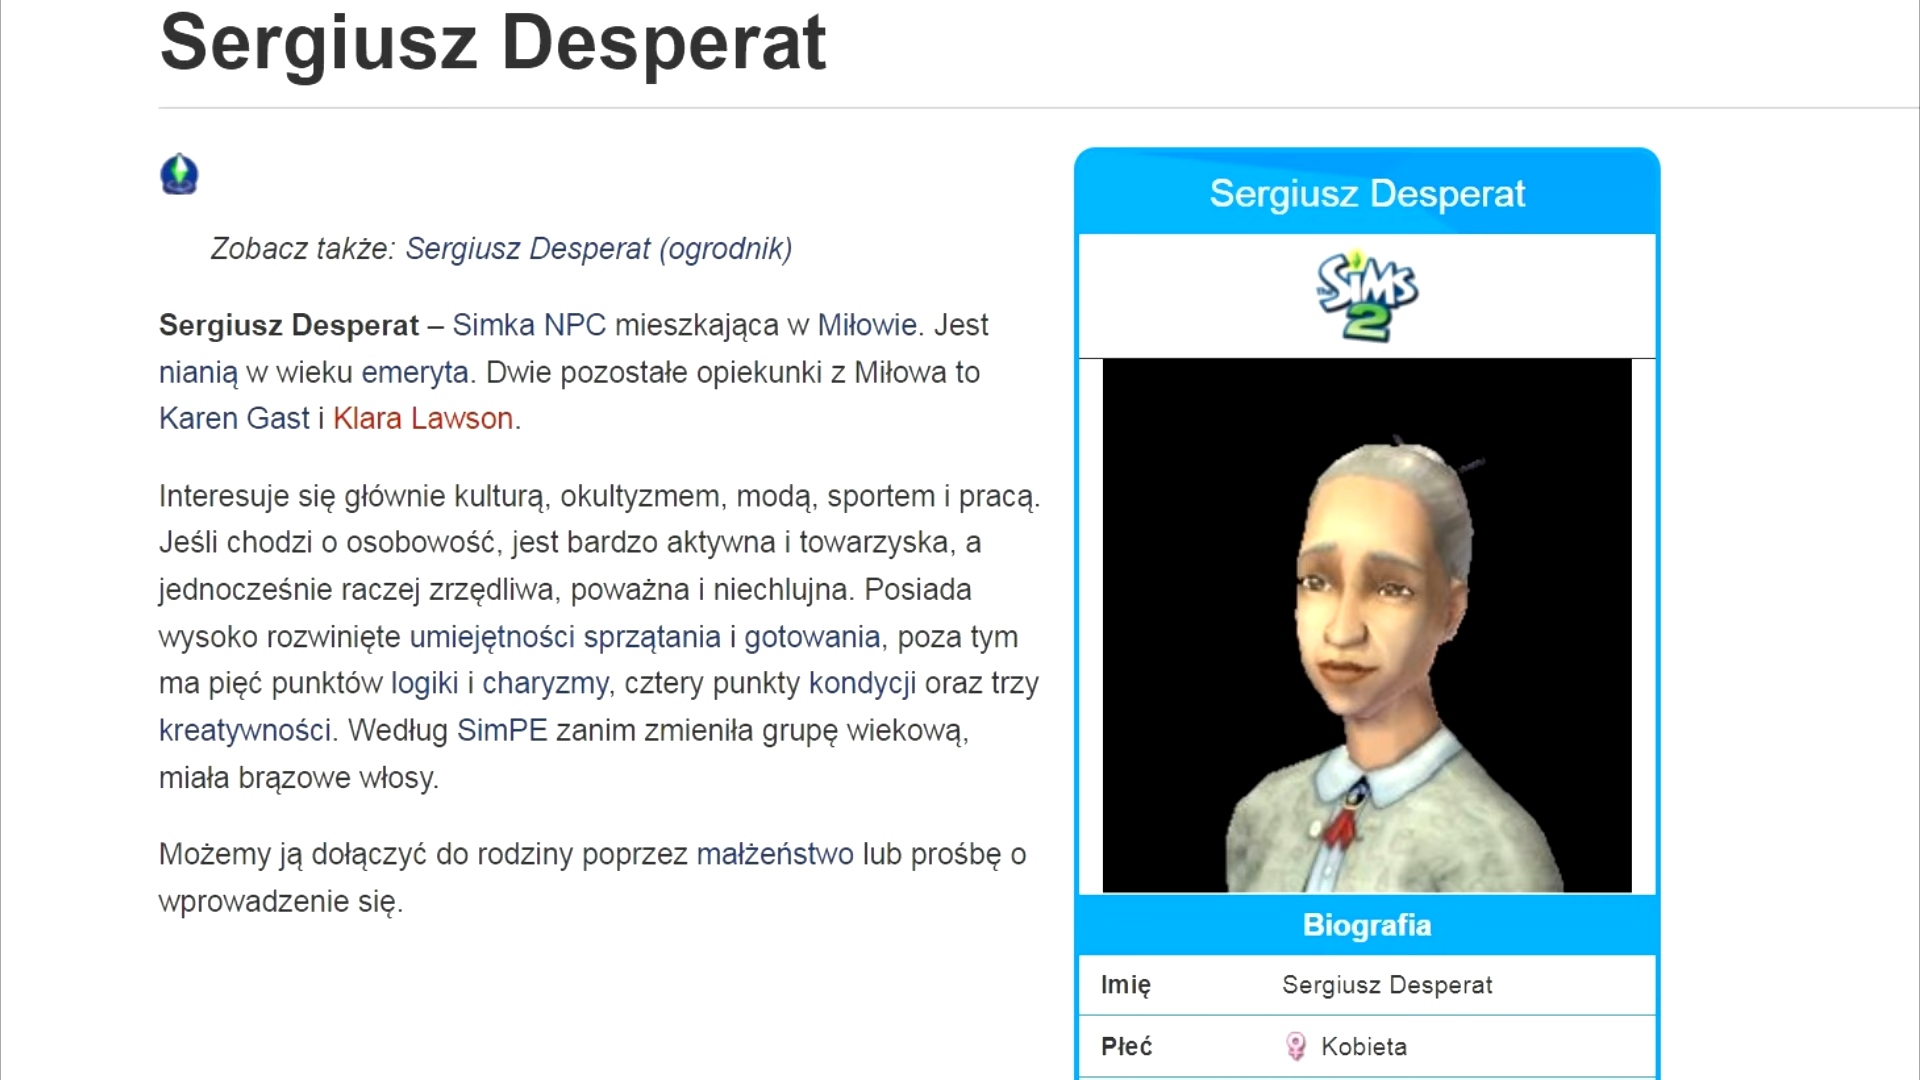 Sergiusz Desperat
Zobacz także: Sergiusz Desperat (ogrodnik)
Sergiusz Desperat – Simka NPC mieszkająca w Miłowie. Jest
nianią w wieku emeryta. Dwie pozostałe opiekunki z Miłowa to
Karen Gast i Klara Lawson.
Interesuje się głównie kulturą, okultyzmem, modą, sportem i pracą.
Jeśli chodzi o osobowość, jest bardzo aktywna i towarzyska, a
jednocześnie raczej zrzędliwa, poważna i niechlujna. Posiada
wysoko rozwinięte umiejętności sprzątania i gotowania, poza tym
ma pięć punktów logiki i charyzmy, cztery punkty kondycji oraz trzy
kreatywności. Według SimPE zanim zmieniła grupę wiekową,
miała brązowe włosy.
Możemy ją dołączyć do rodziny poprzez małżeństwo lub prośbę o
wprowadzenie się.
Sergiusz Desperat
The Sims 2
Biografia
Imię Sergiusz Desperat
Płeć Kobieta